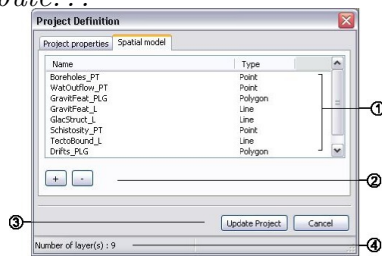 pdate...
Project Definition
Project properties Spatial model
Name Type
Boreholes_PT Point
WatOutflow_PT Point
GravitFeat_PLG Polygon
GravitFeat_L Line
GlacStruct_L Line
Schistosity_PT Point
TectoBound_L Line
Drifts_PLG Polygon
1
+ -
2
3
Update Project Cancel
Number of layer(s) : 9
4